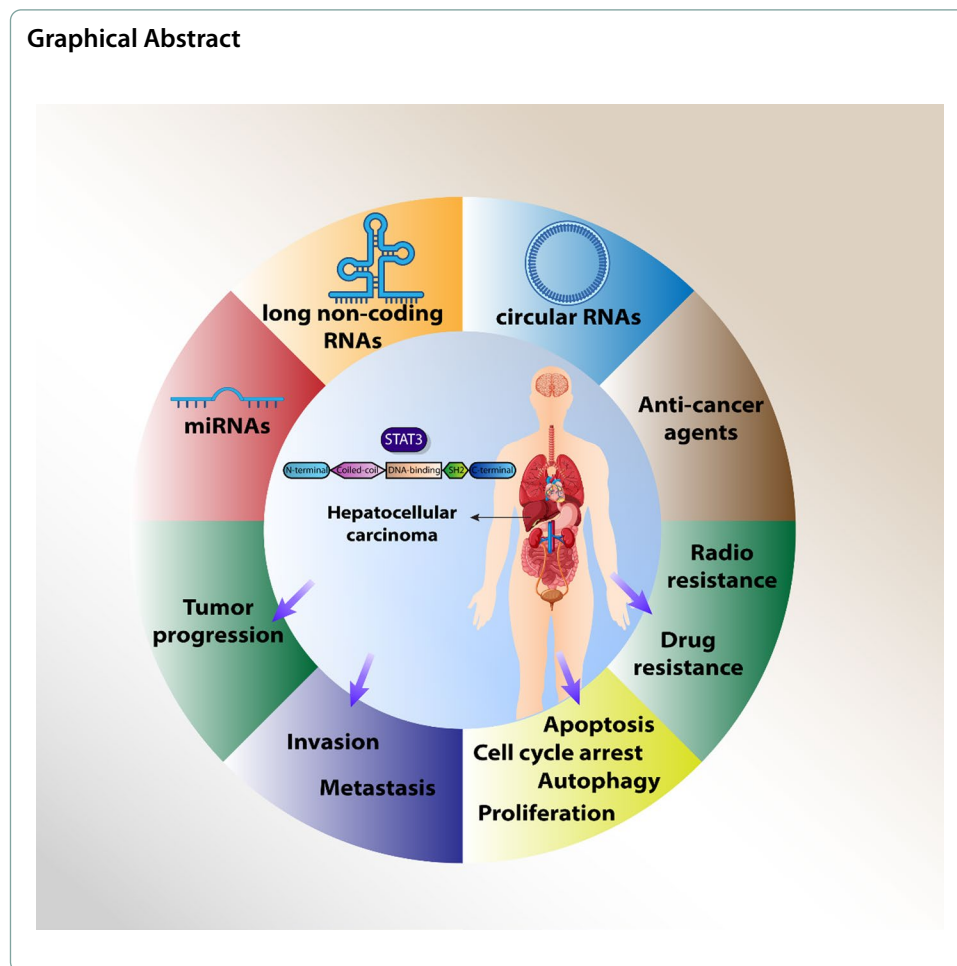 Graphical Abstract
long non-coding
RNAs
circular RNAs
miRNAs
Anti-cancer
agents
STAT3
N-terminal Coiled-coil DNA-binding SH2 C-terminal
Hepatocellular
carcinoma
Radio
resistance
Drug
resistance
Tumor
progression
Invasion
Metastasis
Apoptosis
Cell cycle arrest
Autophagy
Proliferation